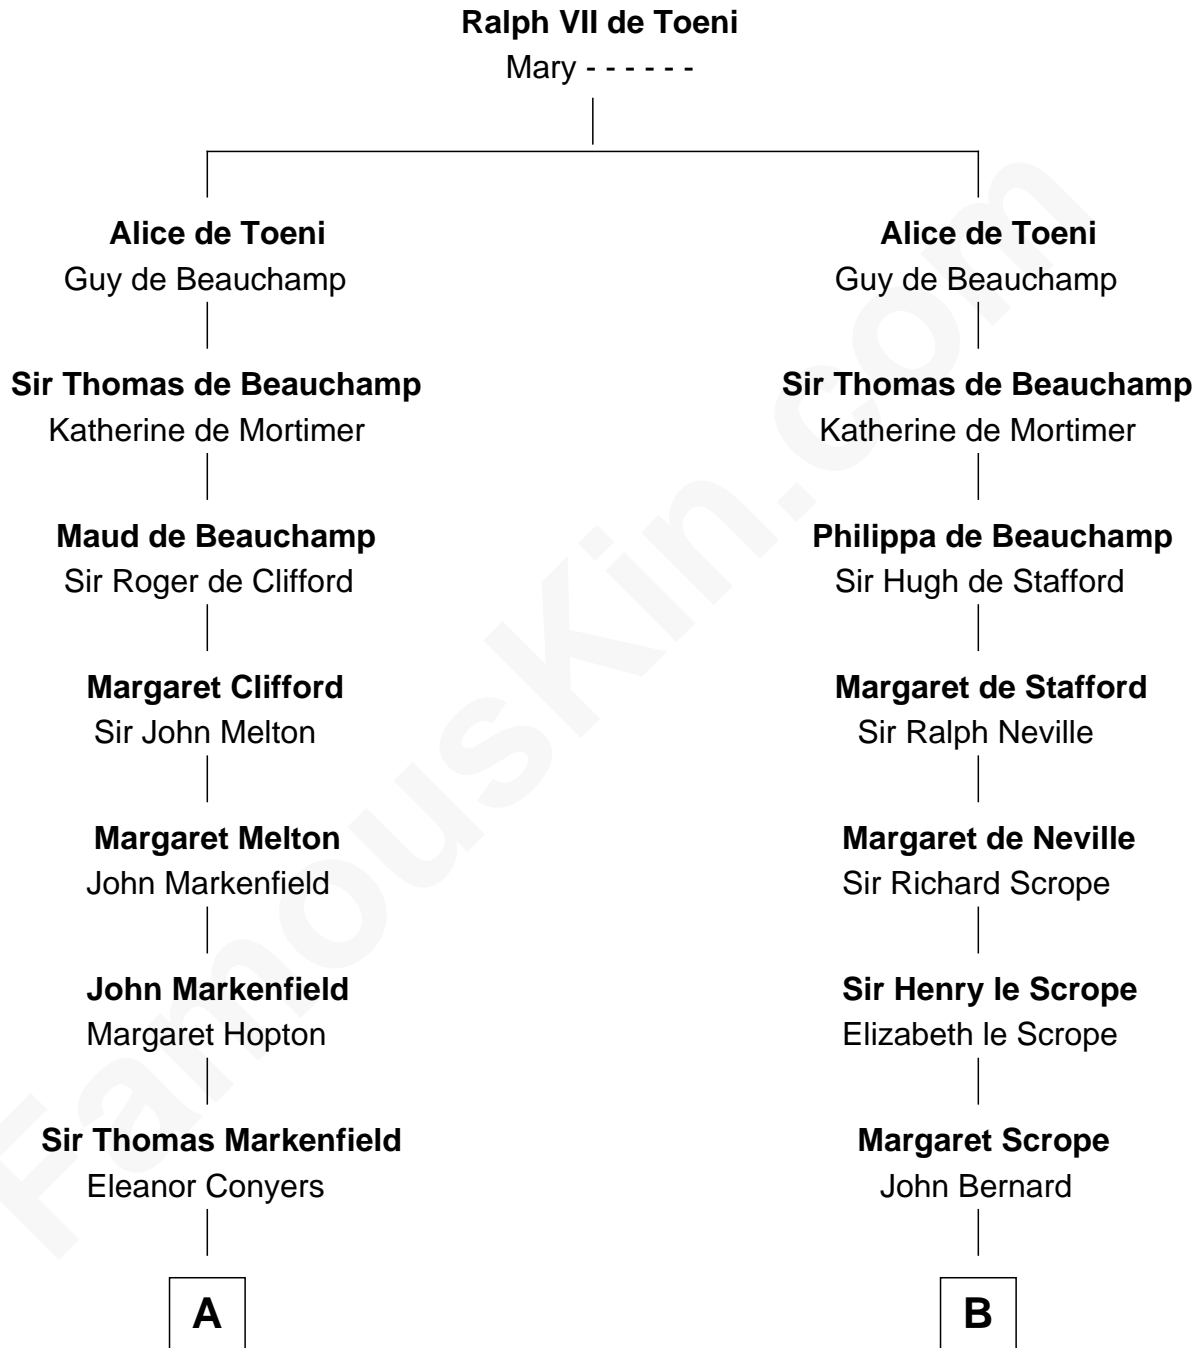 Ralph VII de Toeni
Mary - - - - - -
Alice de Toeni
Guy de Beauchamp
Sir Thomas de Beauchamp
Katherine de Mortimer
Maud de Beauchamp
Sir Roger de Clifford
Margaret Clifford
Sir John Melton
Margaret Melton
John Markenfield
John Markenfield
Margaret Hopton
Sir Thomas Markenfield
Eleanor Conyers
A
Alice de Toeni
Guy de Beauchamp
Sir Thomas de Beauchamp
Katherine de Mortimer
Philippa de Beauchamp
Sir Hugh de Stafford
Margaret de Stafford
Sir Ralph Neville
Margaret de Neville
Sir Richard Scrope
Sir Henry le Scrope
Elizabeth le Scrope
Margaret Scrope
John Bernard
B
FamousKin.com